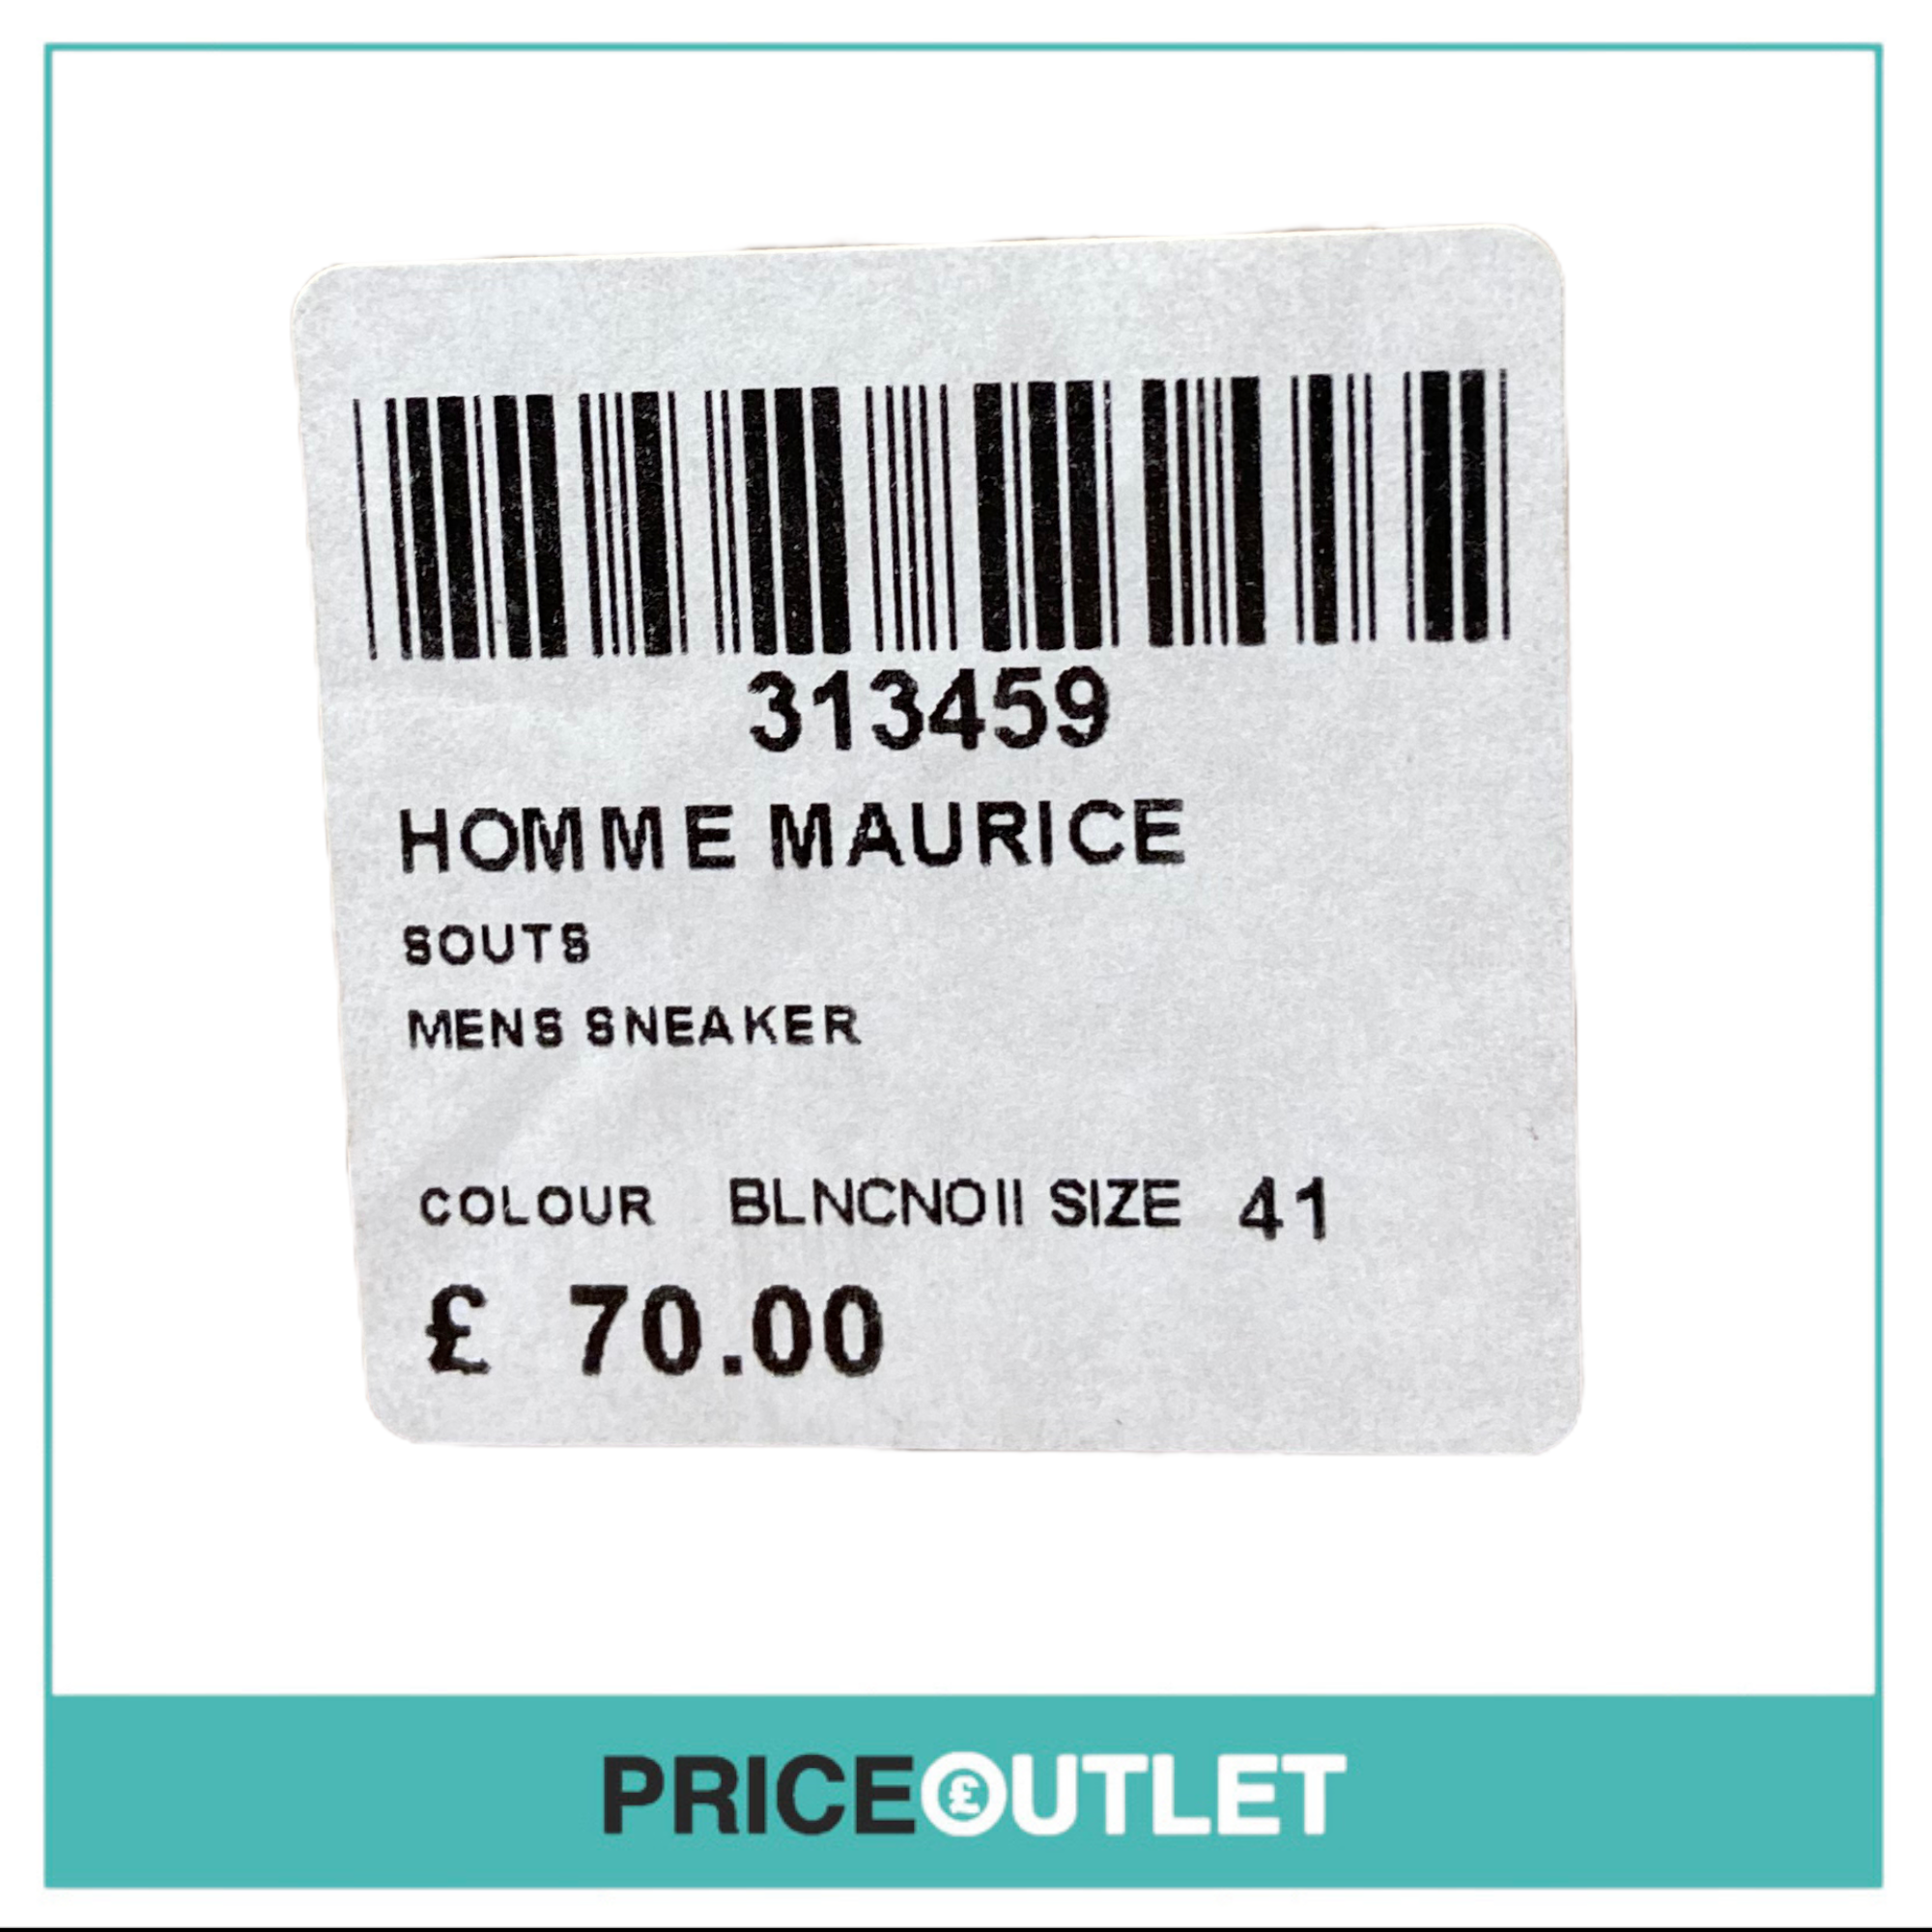 313459
HOMME MAURICE
SOUTS
MENS SNEAKER
COLOUR BLNCNOII SIZE 41
£ 70.00
PRICE OUTLET